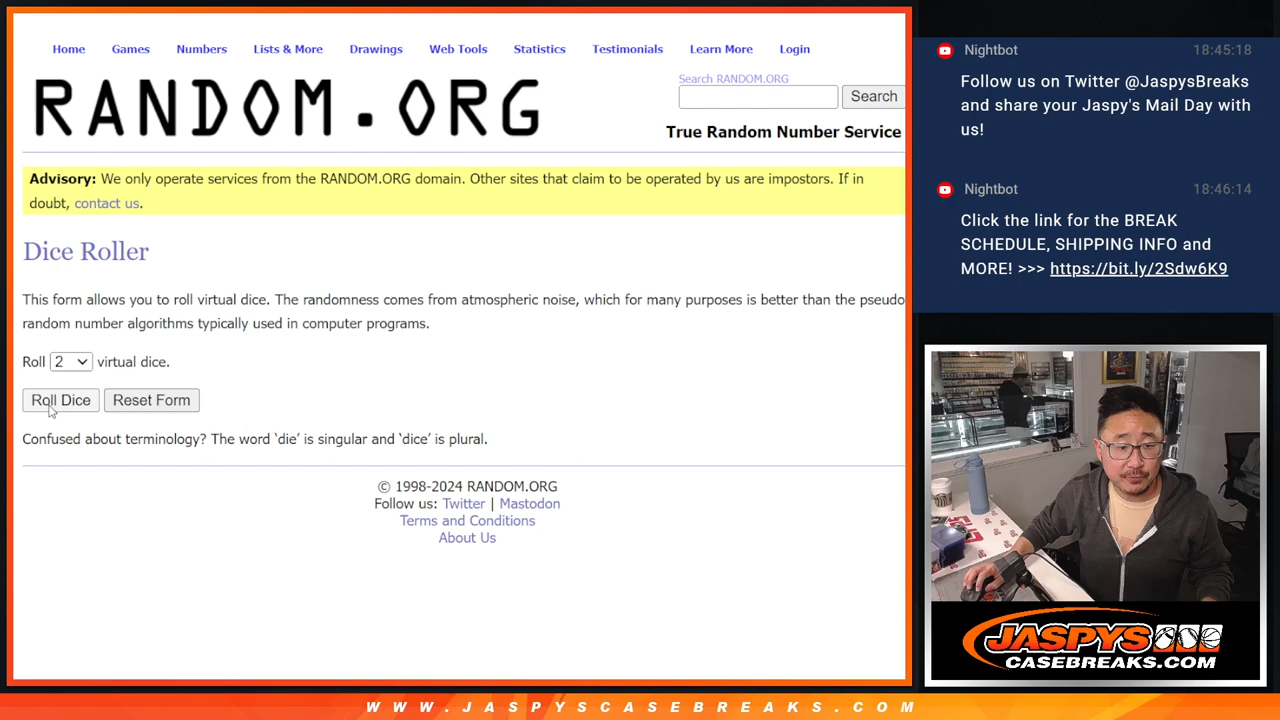 Home Games Numbers Lists & More Drawings Web Tools Statistics Testimonials Learn More Login
RANDOM.ORG
Search RANDOM.ORG
Search
True Random Number Service
Advisory: We only operate services from the RANDOM.ORG domain. Other sites that claim to be operated by us are impostors. If in
doubt, contact us.
Dice Roller
This form allows you to roll virtual dice. The randomness comes from atmospheric noise, which for many purposes is better than the pseudo
random number algorithms typically used in computer programs.
Roll 2 virtual dice.
Roll Dice Reset Form
Confused about terminology? The word ‘die’ is singular and ‘dice’ is plural.
© 1998-2024 RANDOM.ORG
Follow us: Twitter | Mastodon
Terms and Conditions
About Us
Nightbot 18:45:18
Follow us on Twitter @JaspysBreaks
and share your Jaspy's Mail Day with
us!
Nightbot 18:46:14
Click the link for the BREAK
SCHEDULE, SHIPPING INFO and
MORE! >>> https://bit.ly/2Sdw6K9
JASPYS
CASEBREAKS.COM
WWW.JASPYSCASEBREAKS.COM